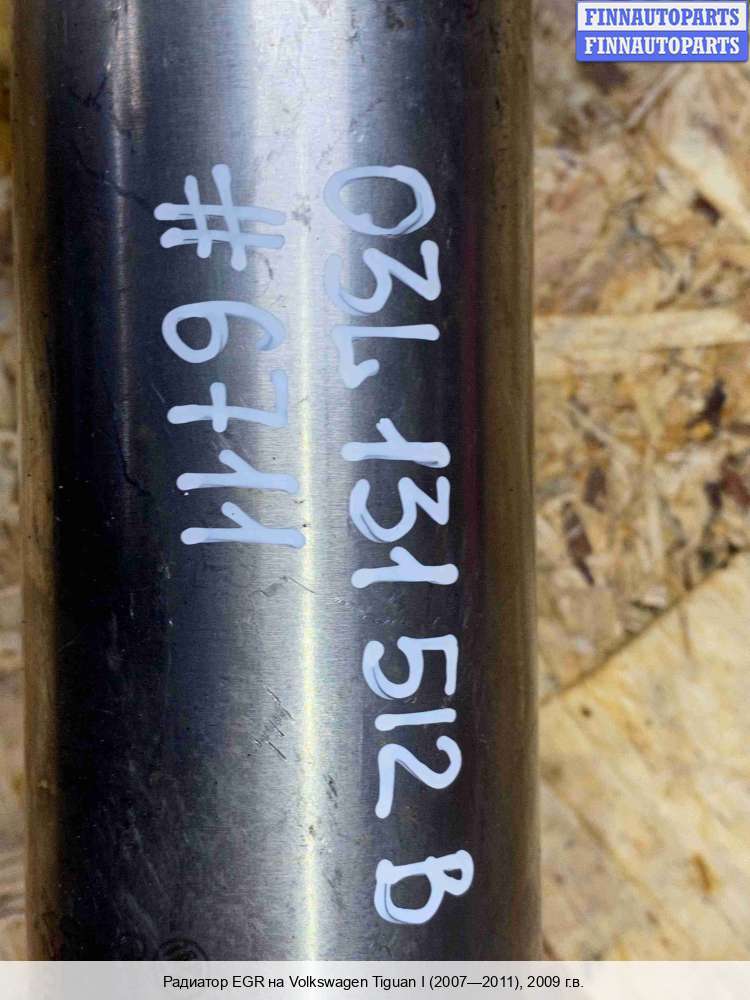 FINNAUTOPARTS
FINNAUTOPARTS
03L 131 512 B
#6711
Радиатор EGR на Volkswagen Tiguan I (2007—2011), 2009 г.в.